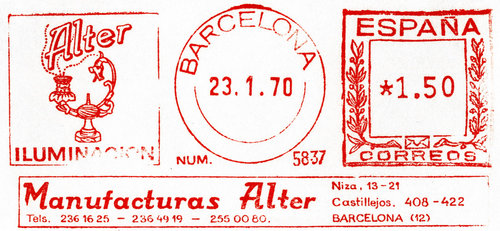 Alter
ILUMINACION
BARCELONA
23.1.70
NUM. 5837
ESPAÑA
*1.50
CORREOS
Manufacturas Alter
Tels. 236 16 25 - 236 49 19 - 255 00 80.
Niza, 13-21
Castillejos, 408-422
BARCELONA (12)